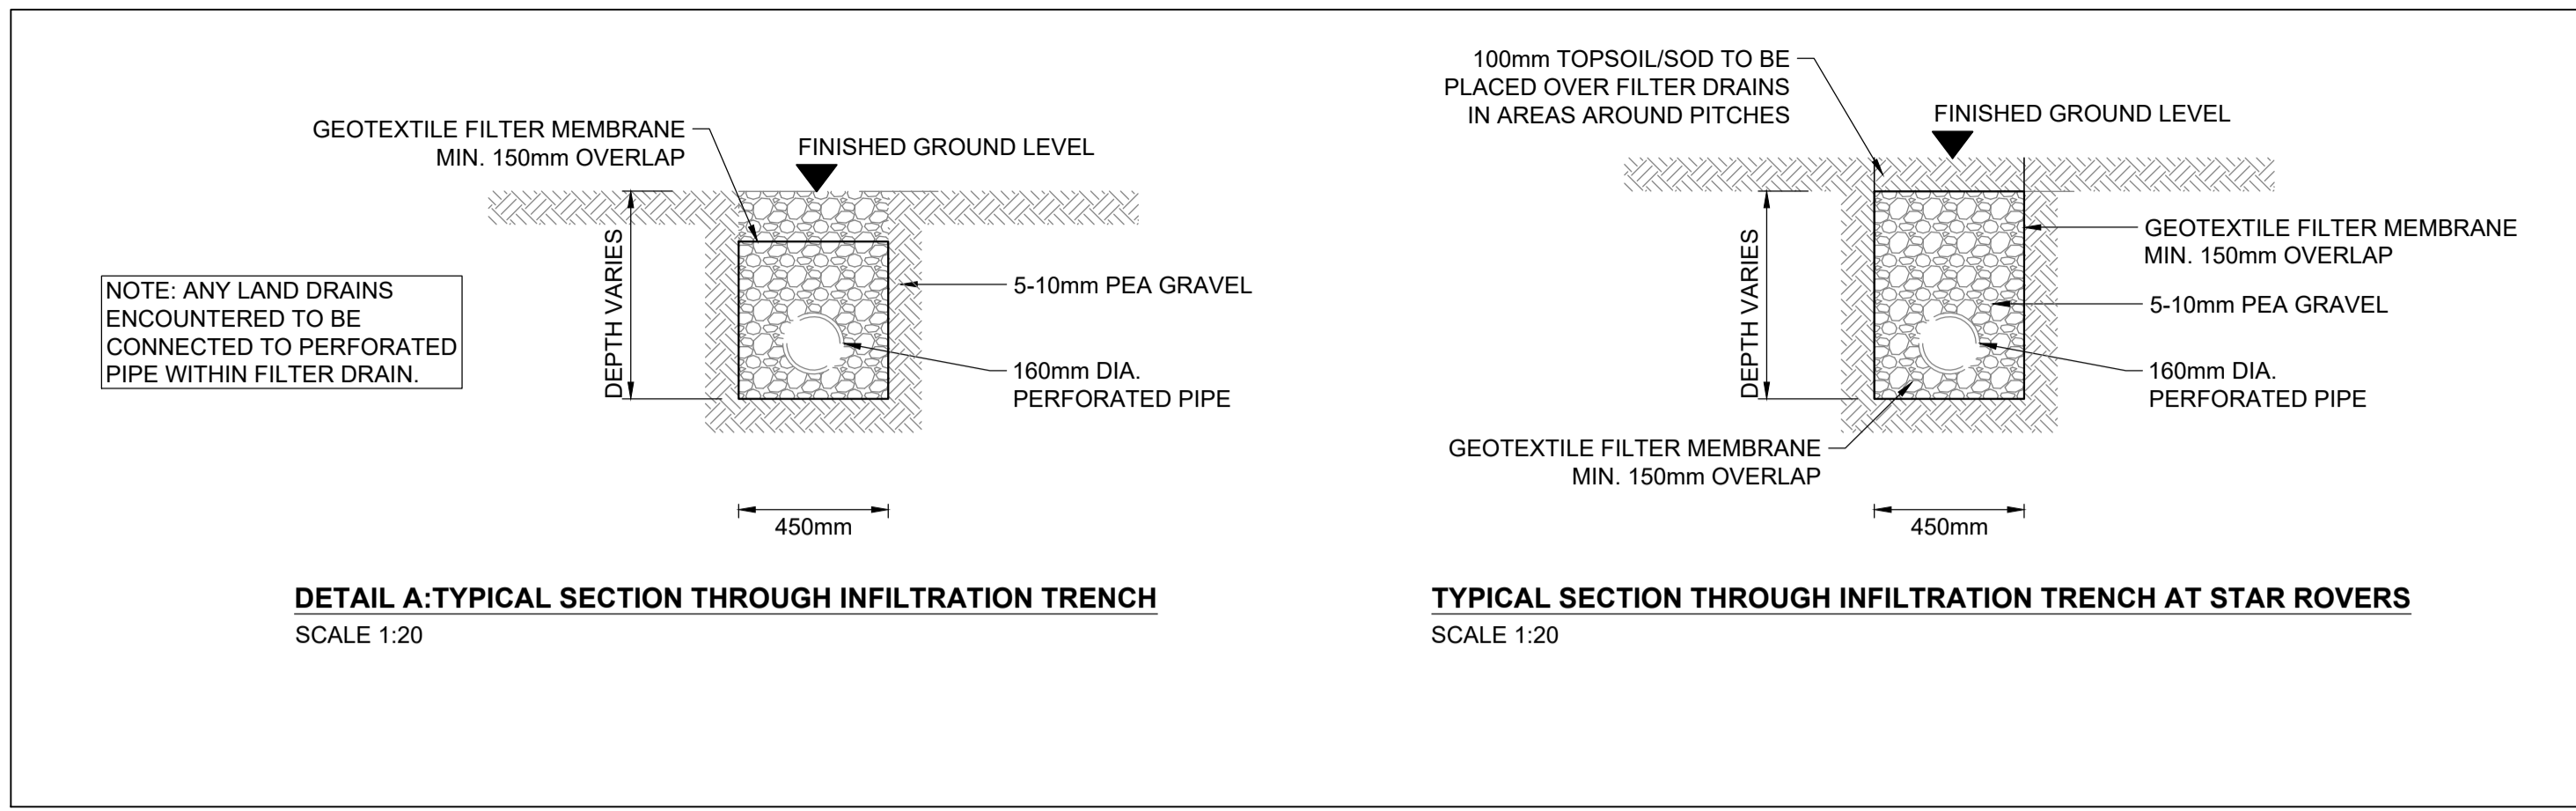 GEOTEXTILE FILTER MEMBRANE
MIN. 150mm OVERLAP
FINISHED GROUND LEVEL
DEPTH VARIES
NOTE: ANY LAND DRAINS
ENCOUNTERED TO BE
CONNECTED TO PERFORATED
PIPE WITHIN FILTER DRAIN.
5-10mm PEA GRAVEL
160mm DIA.
PERFORATED PIPE
450mm
DETAIL A:TYPICAL SECTION THROUGH INFILTRATION TRENCH
SCALE 1:20
100mm TOPSOIL/SOD TO BE
PLACED OVER FILTER DRAINS
IN AREAS AROUND PITCHES
FINISHED GROUND LEVEL
DEPTH VARIES
GEOTEXTILE FILTER MEMBRANE
MIN. 150mm OVERLAP
5-10mm PEA GRAVEL
160mm DIA.
PERFORATED PIPE
GEOTEXTILE FILTER MEMBRANE
MIN. 150mm OVERLAP
450mm
TYPICAL SECTION THROUGH INFILTRATION TRENCH AT STAR ROVERS
SCALE 1:20